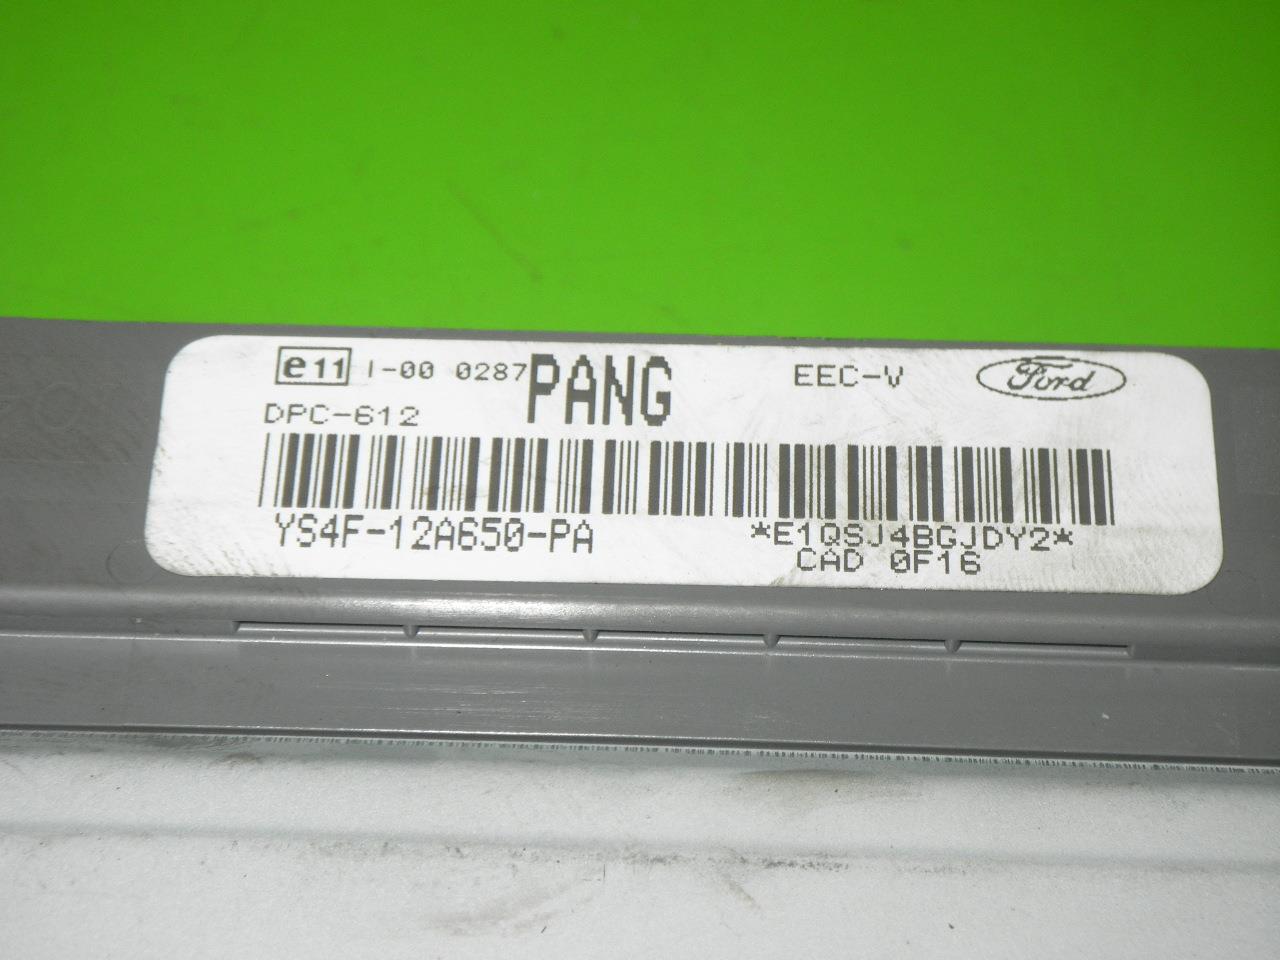 e11 I-00 0287 PANG EEC-V Ford
DPC-612
YS4F-12A650-PA *E1QSJ4BGJDY2*
CAD 0F16